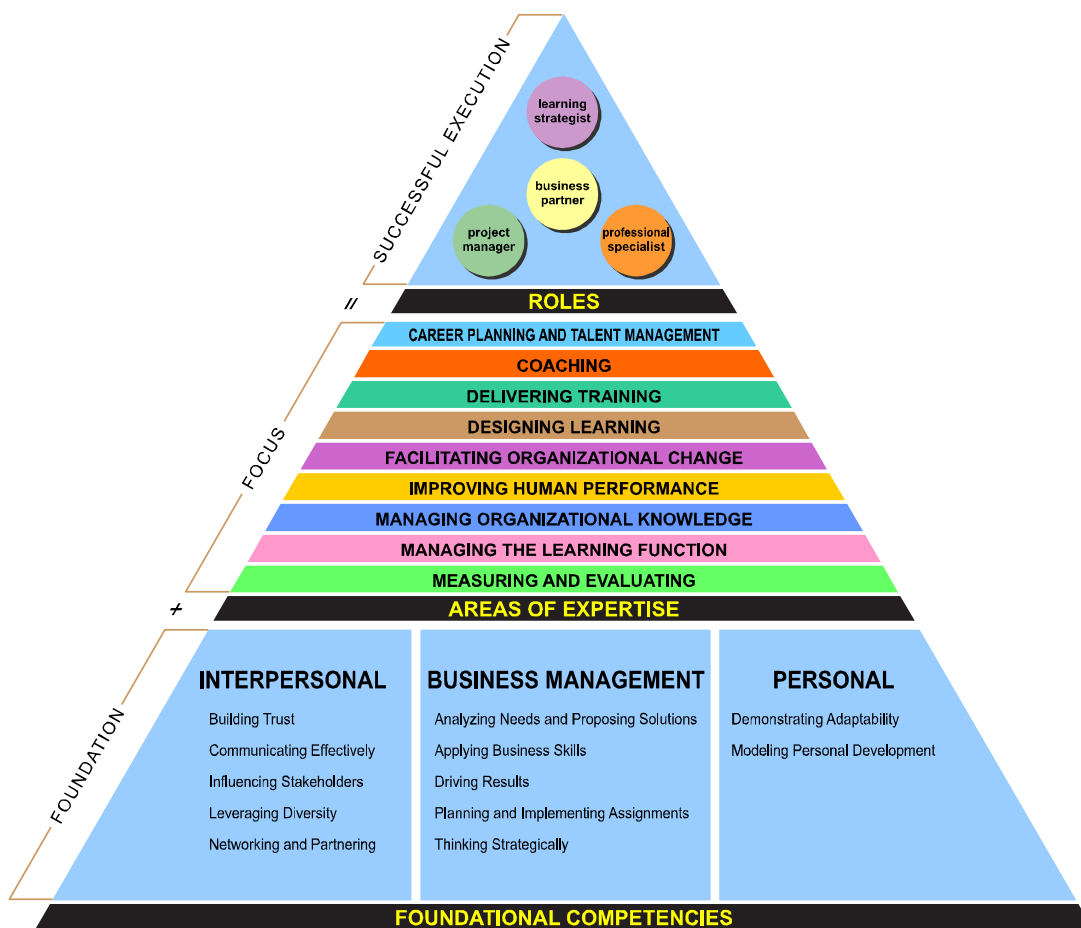 SUCCESSFUL EXECUTION
learning
strategist
business
partner
project
manager
professional
specialist
=
ROLES
FOCUS
CAREER PLANNING AND TALENT MANAGEMENT
COACHING
DELIVERING TRAINING
DESIGNING LEARNING
FACILITATING ORGANIZATIONAL CHANGE
IMPROVING HUMAN PERFORMANCE
MANAGING ORGANIZATIONAL KNOWLEDGE
MANAGING THE LEARNING FUNCTION
MEASURING AND EVALUATING
+
AREAS OF EXPERTISE
FOUNDATION
INTERPERSONAL
Building Trust
Communicating Effectively
Influencing Stakeholders
Leveraging Diversity
Networking and Partnering
BUSINESS MANAGEMENT
Analyzing Needs and Proposing Solutions
Applying Business Skills
Driving Results
Planning and Implementing Assignments
Thinking Strategically
PERSONAL
Demonstrating Adaptability
Modeling Personal Development
FOUNDATIONAL COMPETENCIES